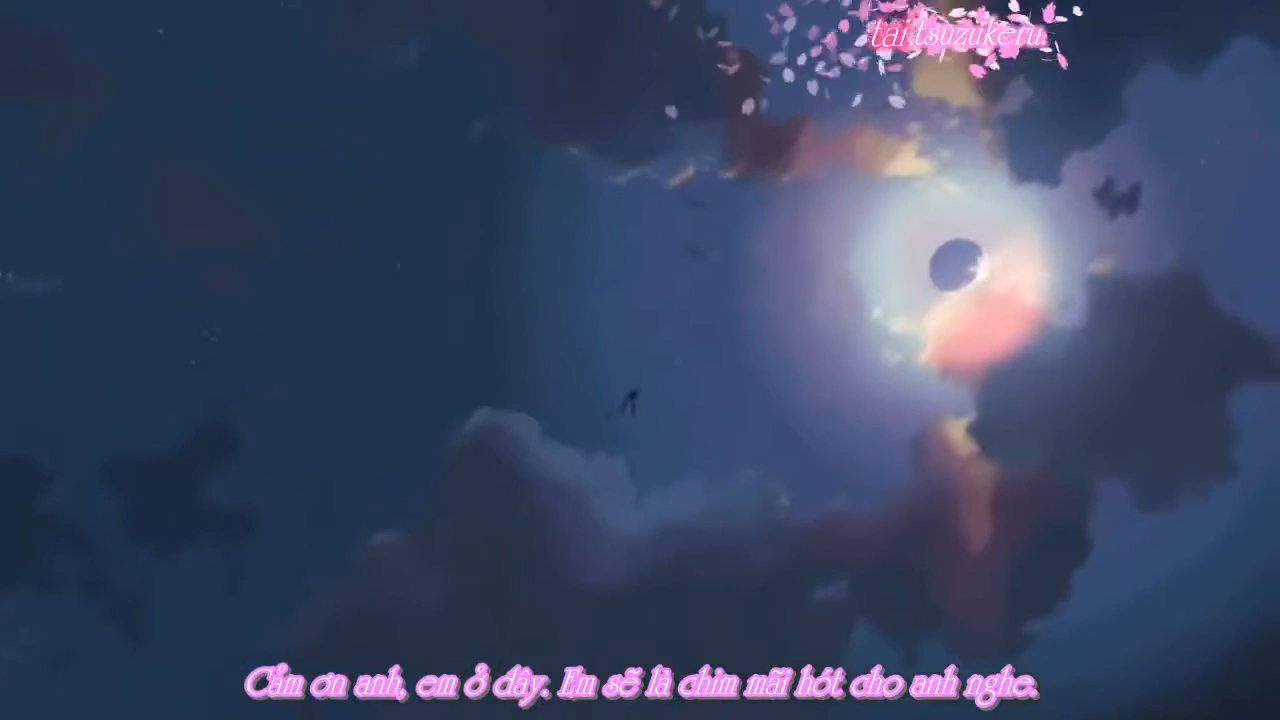 tai tsuzukeru
Cảm ơn anh, em ở đây. Em sẽ là chim mãi hót cho anh nghe.